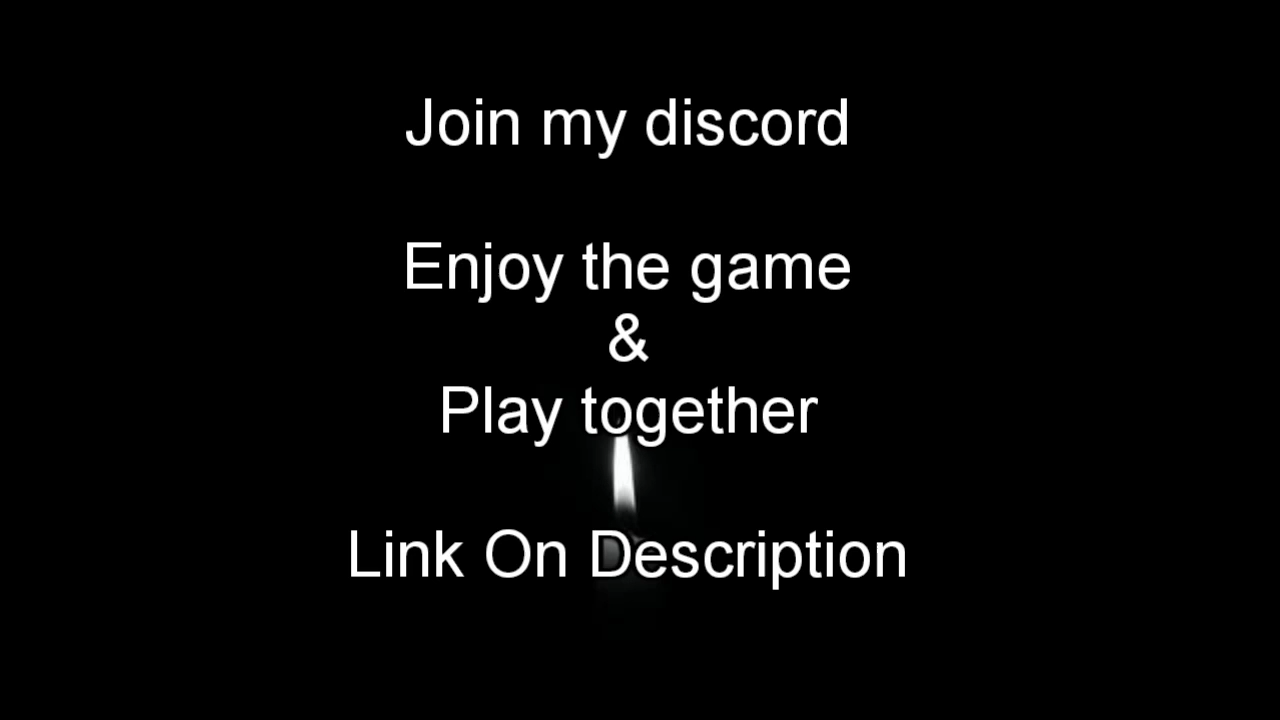 Join my discord
Enjoy the game
&
Play together
Link On Description